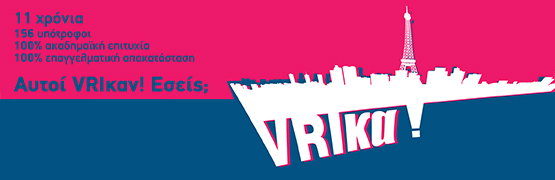 11 χρόνια
156 υπότροφοι
100% ακαδημαϊκή επιτυχία
100% επαγγελματική αποκατάσταση
Αυτοί VRIκαν! Εσείς;
VRIκα!